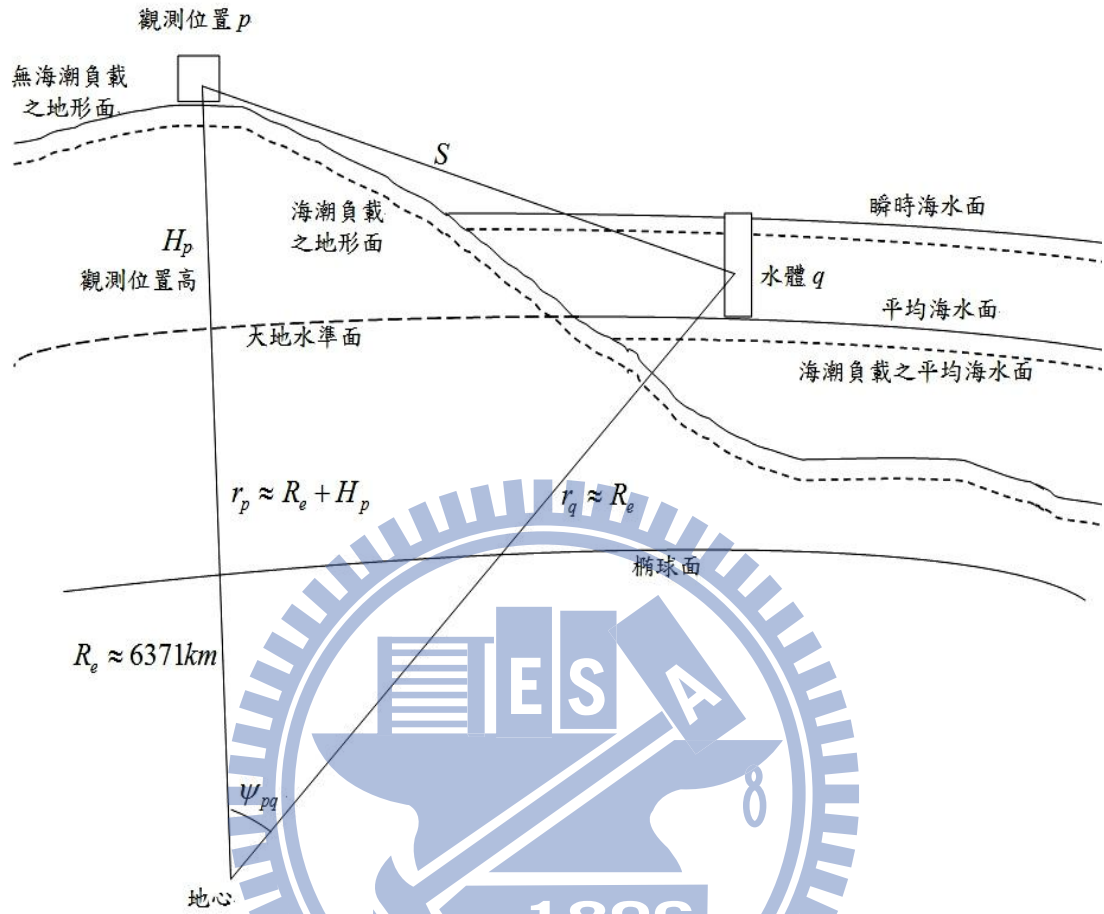 觀測位置 p
無海潮負載
之地形面
S
瞬時海水面
海潮負載
之地形面
H_p
觀測位置高
水體 q
平均海水面
大地水準面
海潮負載之平均海水面
r_p ≈ R_e + H_p
r_q ≈ R_e
橢球面
R_e ≈ 6371km
E S A
8
ψ_pq
地心
1896